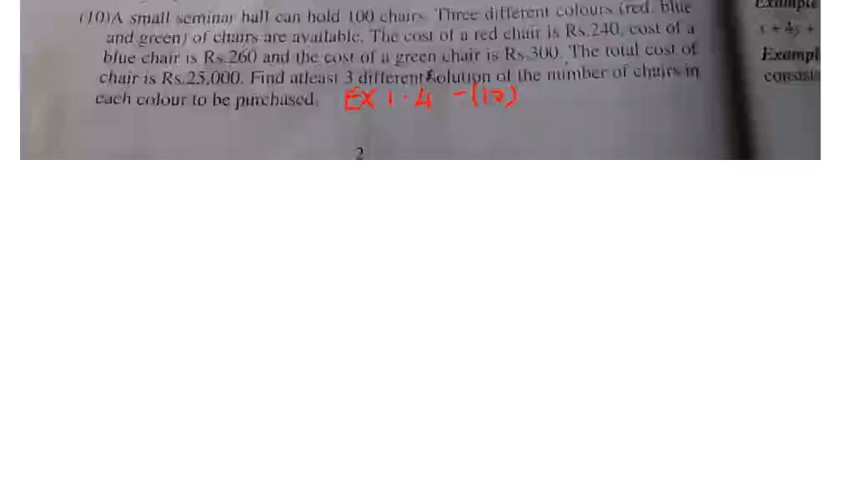 (10)A small seminar hall can hold 100 chairs. Three different colours (red, blue
and green) of chairs are available. The cost of a red chair is Rs.240, cost of a
blue chair is Rs.260 and the cost of a green chair is Rs.300. The total cost of
chair is Rs.25,000. Find atleast 3 different solution of the number of chairs in
each colour to be purchased.
EX 1.4 -(10)
2
Example
x + 4y +
Exampl
consist